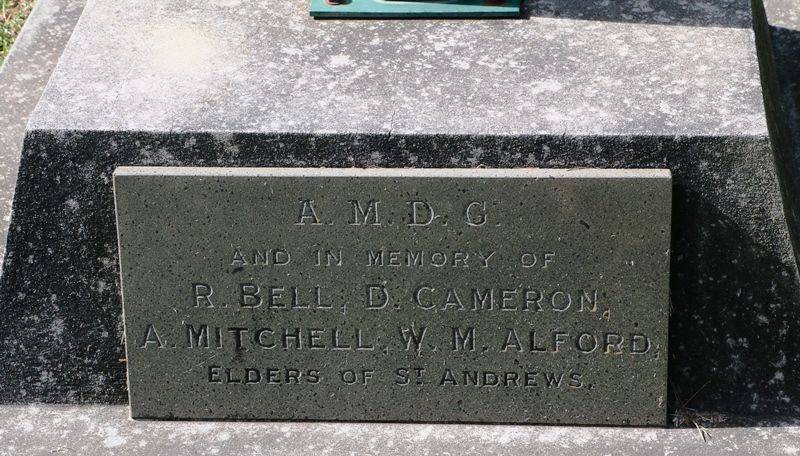 A. M. D. G.
AND IN MEMORY OF
R. BELL, D. CAMERON,
A. MITCHELL, W. M. ALFORD,
ELDERS OF ST. ANDREWS.